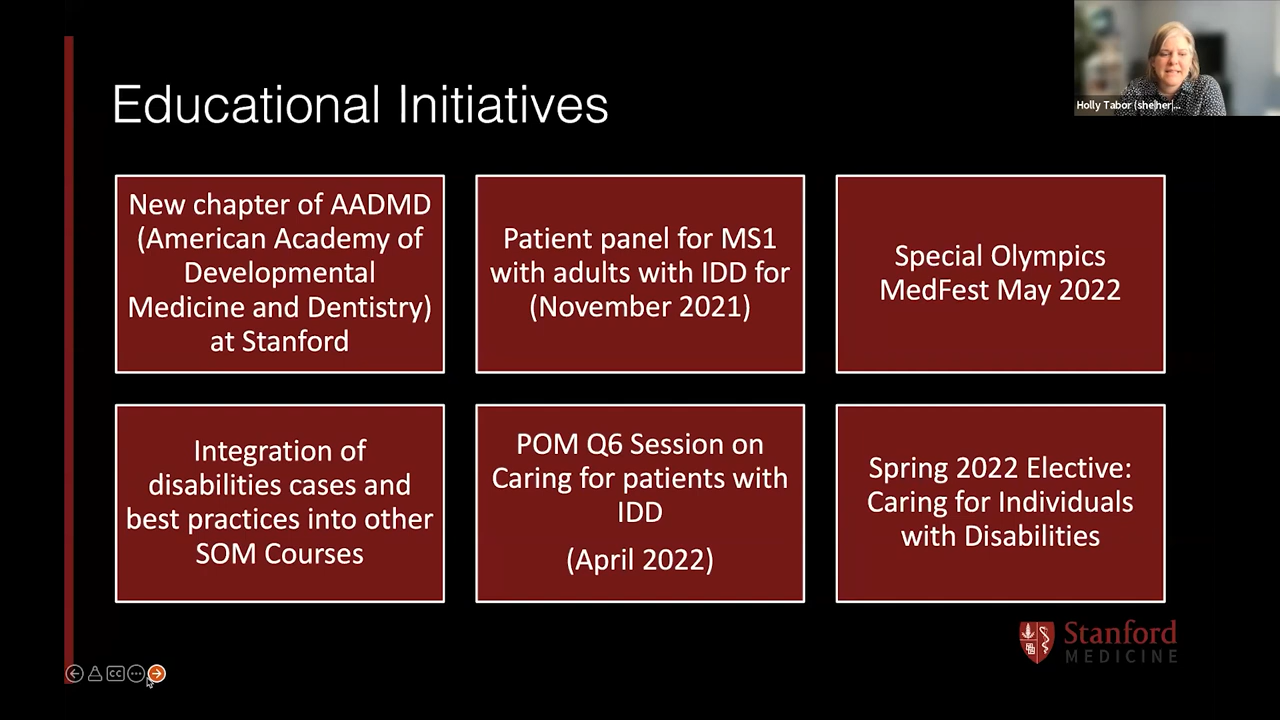 Educational Initiatives
Holly Tabor (she|her|...
New chapter of AADMD
(American Academy of
Developmental
Medicine and Dentistry)
at Stanford
Patient panel for MS1
with adults with IDD for
(November 2021)
Special Olympics
MedFest May 2022
Integration of
disabilities cases and
best practices into other
SOM Courses
POM Q6 Session on
Caring for patients with
IDD
(April 2022)
Spring 2022 Elective:
Caring for Individuals
with Disabilities
Stanford
MEDICINE
CC